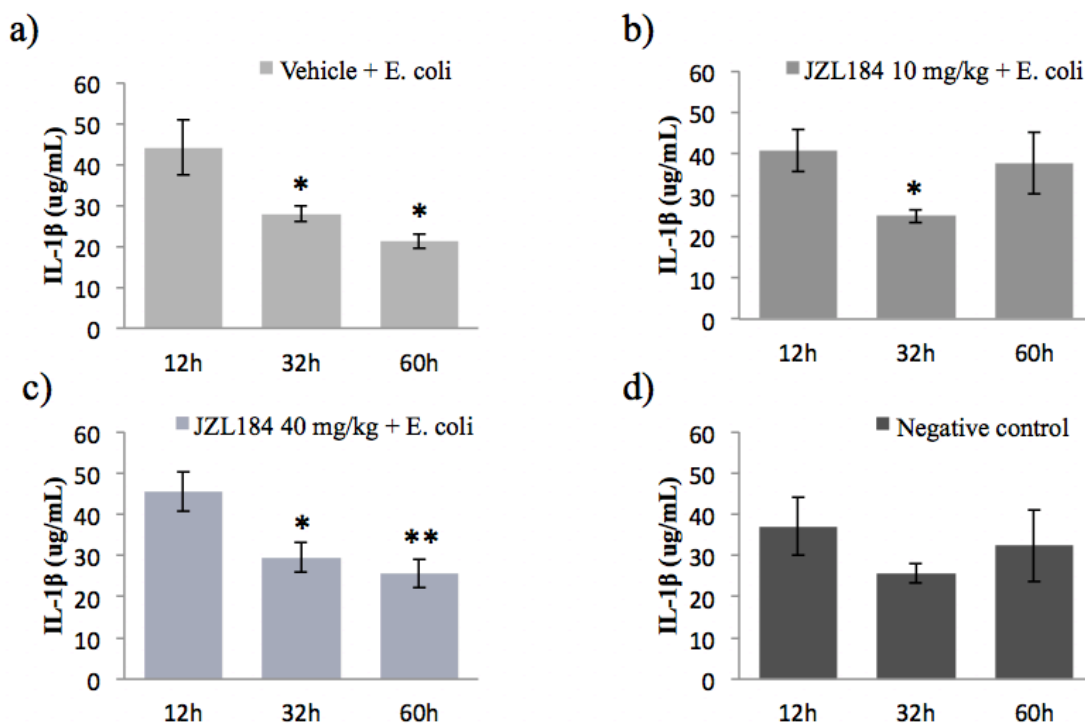 a)
Vehicle + E. coli
60
50
40
30
20
10
0
IL-1β (ug/mL)
*
*
12h 32h 60h
b)
JZL184 10 mg/kg + E. coli
60
50
40
30
20
10
0
IL-1β (ug/mL)
*
12h 32h 60h
c)
JZL184 40 mg/kg + E. coli
60
50
40
30
20
10
0
IL-1β (ug/mL)
*
**
12h 32h 60h
d)
Negative control
60
50
40
30
20
10
0
IL-1β (ug/mL)
12h 32h 60h